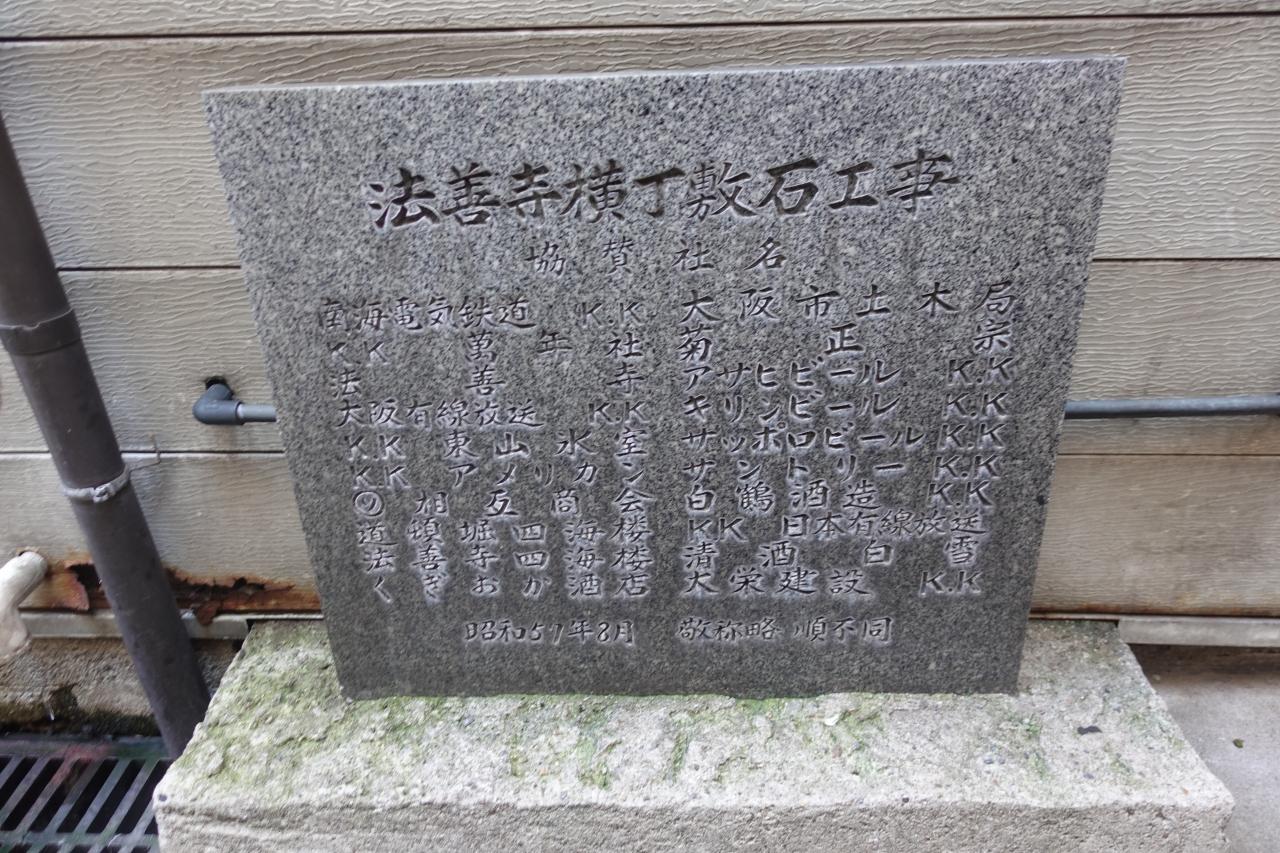 法善寺横丁敷石工事
協賛社名
南海電気鉄道 K.K
K.K 萬年社
法善寺
大阪有線放送 K.K
K.K 東山氷室
K.K アメリカン
相互商会
道頓堀四海楼
法善寺四海楼
くぎおか酒店
大阪市土木局
菊正宗
アサヒビール K.K
キリンビール K.K
サッポロビール K.K
サントリー K.K
白鶴酒造 K.K
K.K 日本有線放送
清酒白雪
大栄建設 K.K
昭和57年8月 敬称略 順不同